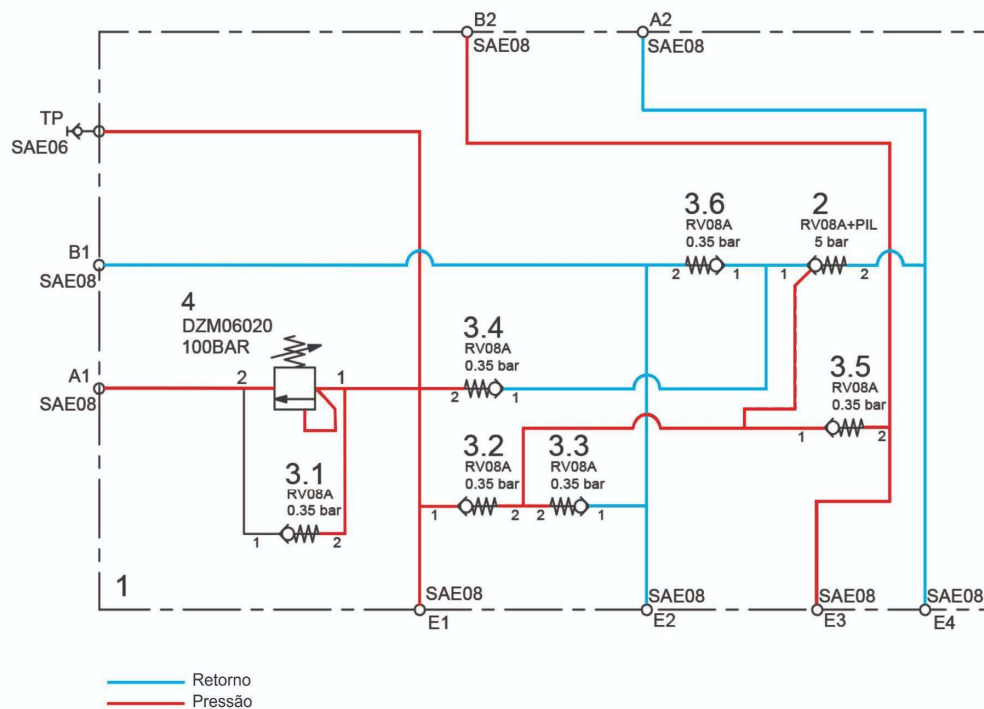 B2
A2
SAE08
SAE08
TP
SAE06
3.6
RV08A
0.35 bar
2
1
2
RV08A+PIL
5 bar
1
2
B1
SAE08
4
DZM06020
100BAR
2
1
A1
SAE08
3.4
RV08A
0.35 bar
2
1
3.5
RV08A
0.35 bar
1
2
3.2
RV08A
0.35 bar
1
2
3.3
RV08A
0.35 bar
2
1
3.1
RV08A
0.35 bar
1
2
1
SAE08
E1
SAE08
E2
SAE08
E3
SAE08
E4
Retorno
Pressão